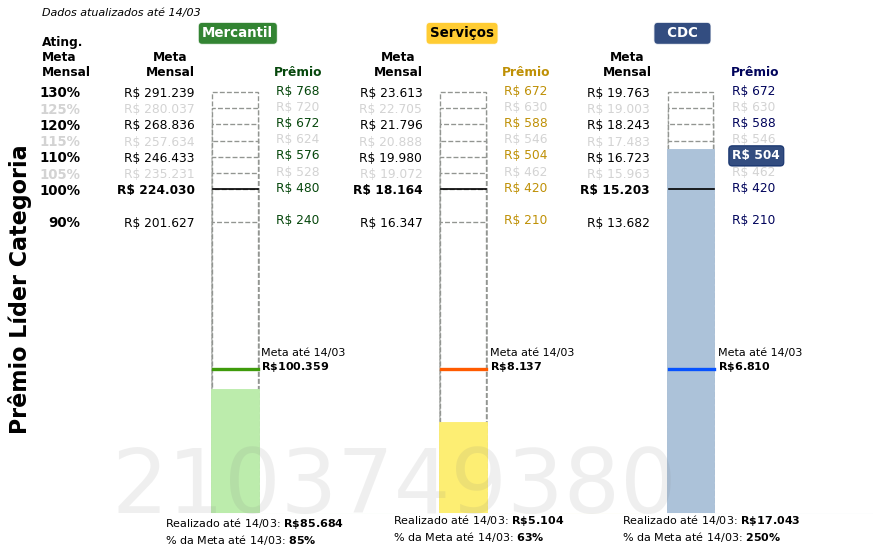 Dados atualizados até 14/03
Mercantil Serviços CDC
Ating. Meta Mensal Meta Mensal Prêmio Meta Mensal Prêmio Meta Mensal Prêmio
130% R$ 291.239 R$ 768 R$ 23.613 R$ 672 R$ 19.763 R$ 672
125% R$ 280.037 R$ 720 R$ 22.705 R$ 630 R$ 19.003 R$ 630
120% R$ 268.836 R$ 672 R$ 21.796 R$ 588 R$ 18.243 R$ 588
115% R$ 257.634 R$ 624 R$ 20.888 R$ 546 R$ 17.483 R$ 546
110% R$ 246.433 R$ 576 R$ 19.980 R$ 504 R$ 16.723 R$ 504
105% R$ 235.231 R$ 528 R$ 19.072 R$ 462 R$ 15.963 R$ 462
100% R$ 224.030 R$ 480 R$ 18.164 R$ 420 R$ 15.203 R$ 420
90% R$ 201.627 R$ 240 R$ 16.347 R$ 210 R$ 13.682 R$ 210
Prêmio Líder Categoria
Meta até 14/03 Meta até 14/03 Meta até 14/03
R$100.359 R$8.137 R$6.810
2103749380
Realizado até 14/03: R$85.684 Realizado até 14/03: R$5.104 Realizado até 14/03: R$17.043
% da Meta até 14/03: 85% % da Meta até 14/03: 63% % da Meta até 14/03: 250%